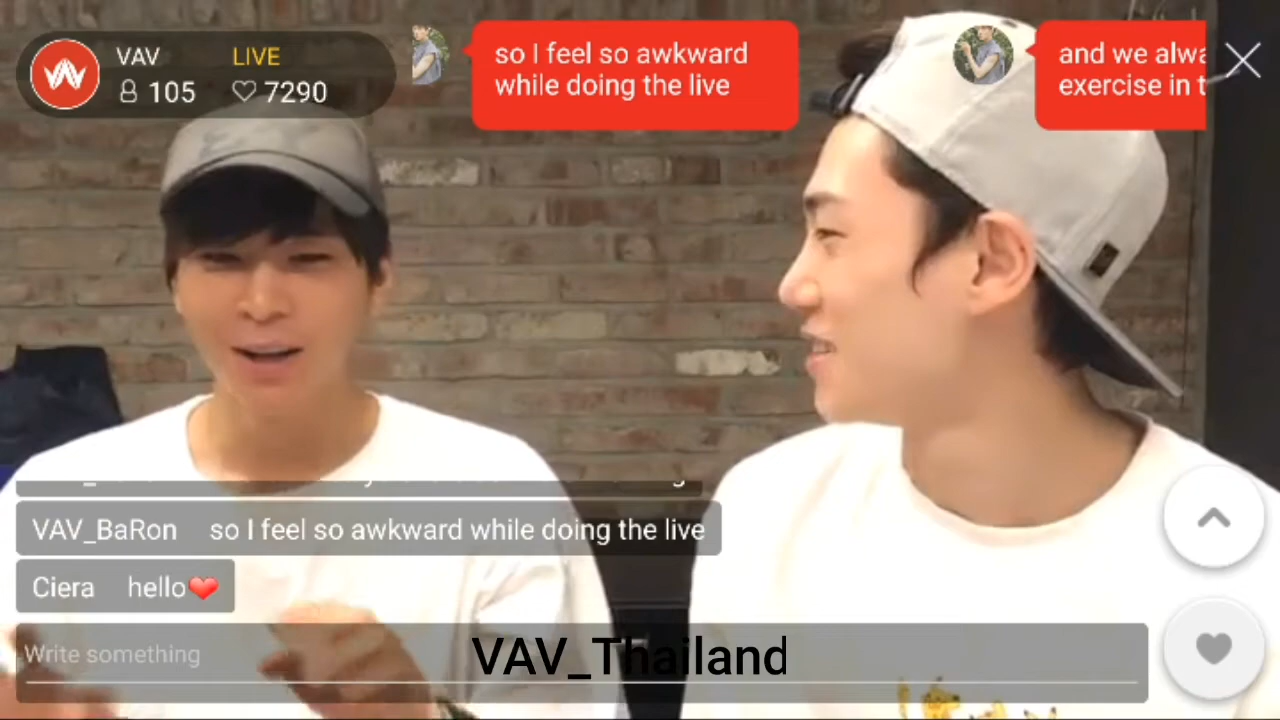 VAV LIVE
105 7290
so I feel so awkward
while doing the live
and we alwa
exercise in t
VAV_BaRon so I feel so awkward while doing the live
Ciera hello❤
Write something
VAV_Thailand